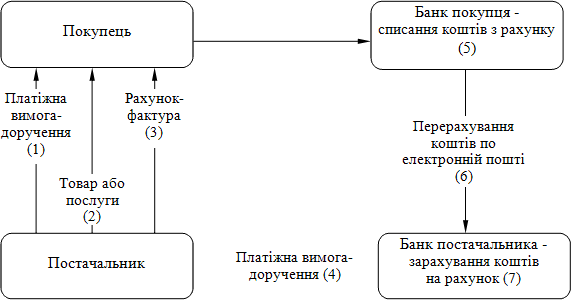 Покупець
Банк покупця -
списання коштів з рахунку
(5)
Платіжна
вимога-
доручення
(1)
Рахунок-
фактура
(3)
Товар або
послуги
(2)
Перерахування
коштів по
електронній пошті
(6)
Постачальник
Платіжна вимога-
доручення (4)
Банк постачальника -
зарахування коштів
на рахунок (7)